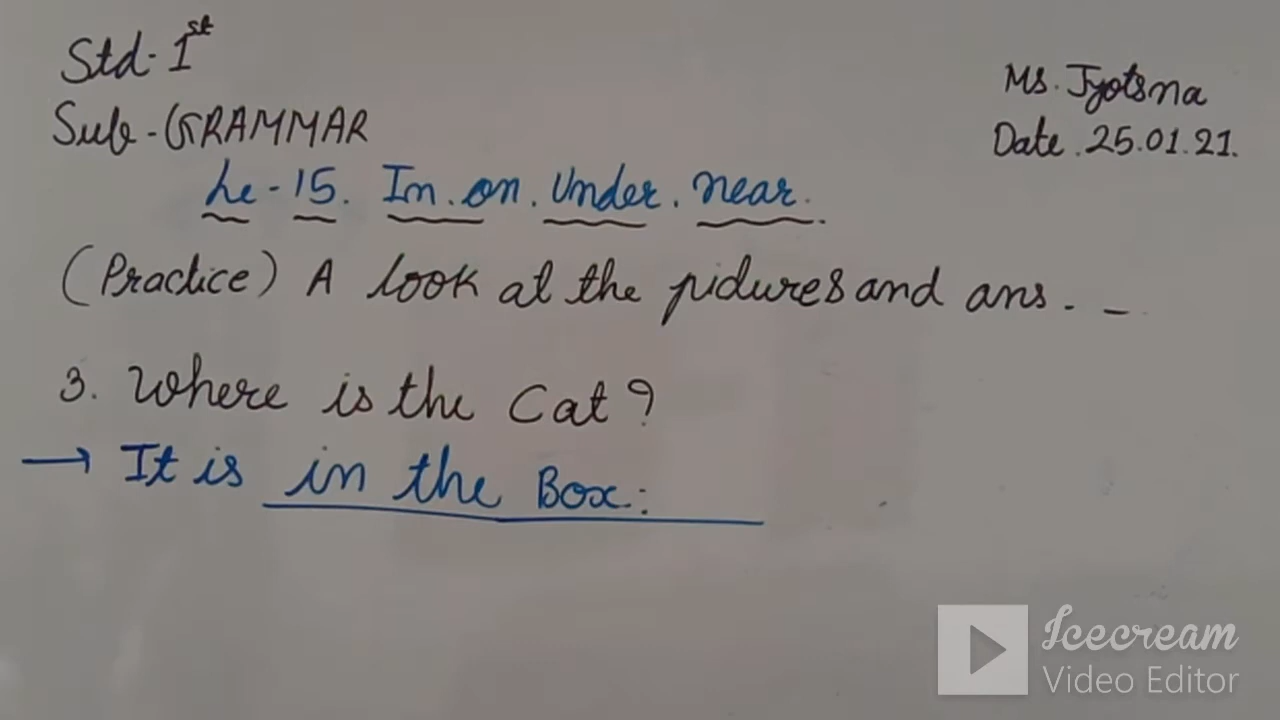 Std- 1st
Sub - GRAMMAR
Ms. Jyotsna
Date . 25.01.21.
Le - 15. In. on. Under. near.
(Practice) A look at the pictures and ans. -
3. Where is the Cat?
→ It is in the Box.:
Icecream
Video Editor